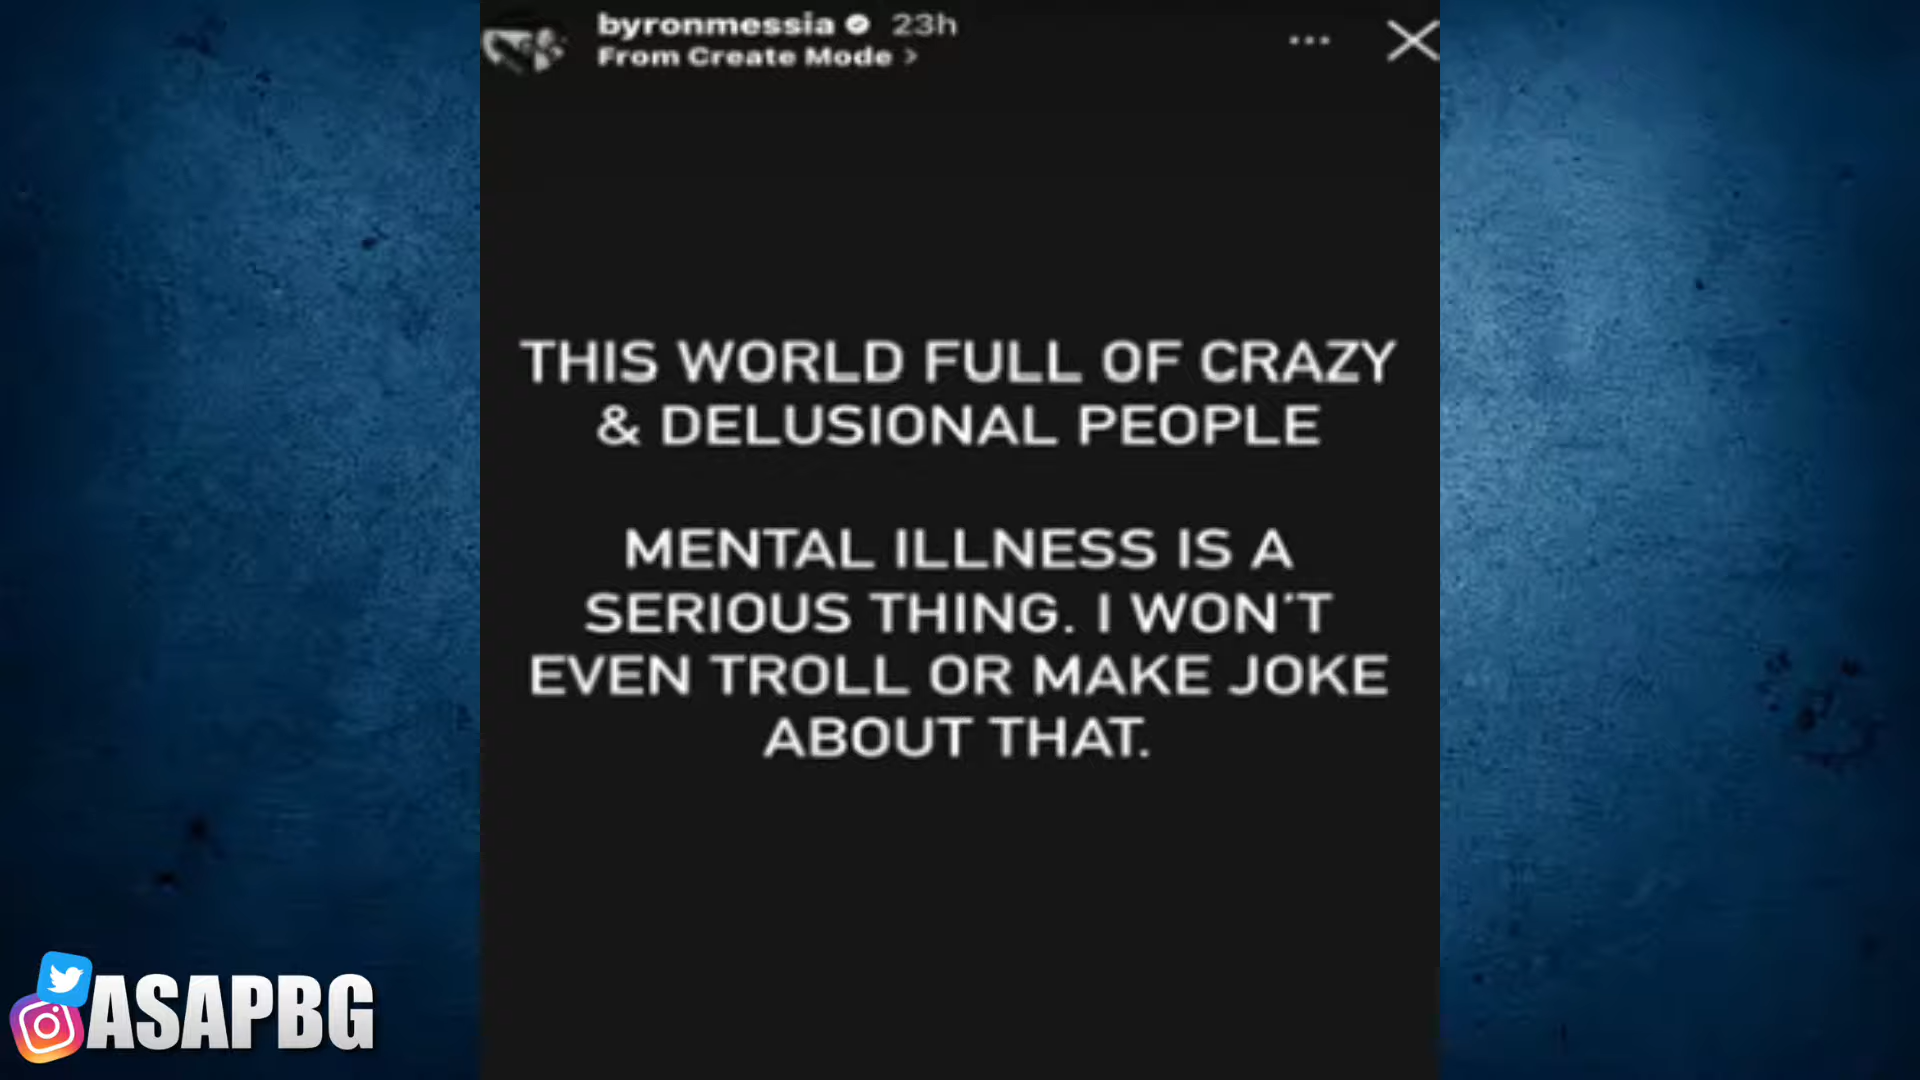 byronmessia 23h
From Create Mode >
THIS WORLD FULL OF CRAZY
& DELUSIONAL PEOPLE
MENTAL ILLNESS IS A
SERIOUS THING. I WON'T
EVEN TROLL OR MAKE JOKE
ABOUT THAT.
ASAPBG